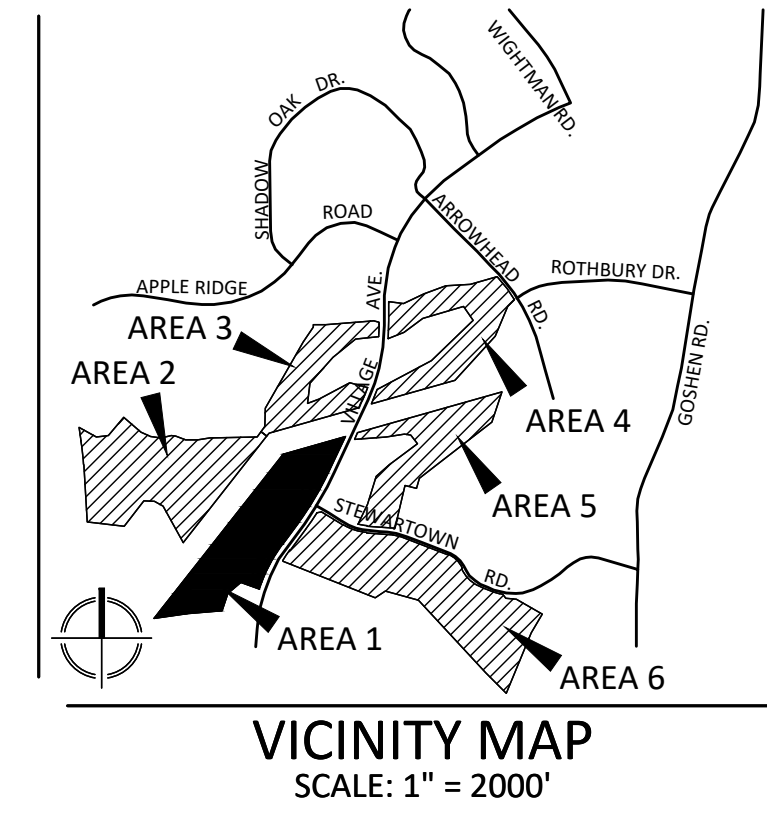 WIGHTMAN RD.
SHADOW OAK DR.
ARROWHEAD RD.
APPLE RIDGE ROAD
ROTHBURY DR.
VILLAGE AVE.
GOSHEN RD.
AREA 3
AREA 2
AREA 4
AREA 5
STEWARTOWN RD.
AREA 1
AREA 6
VICINITY MAP
SCALE: 1" = 2000'